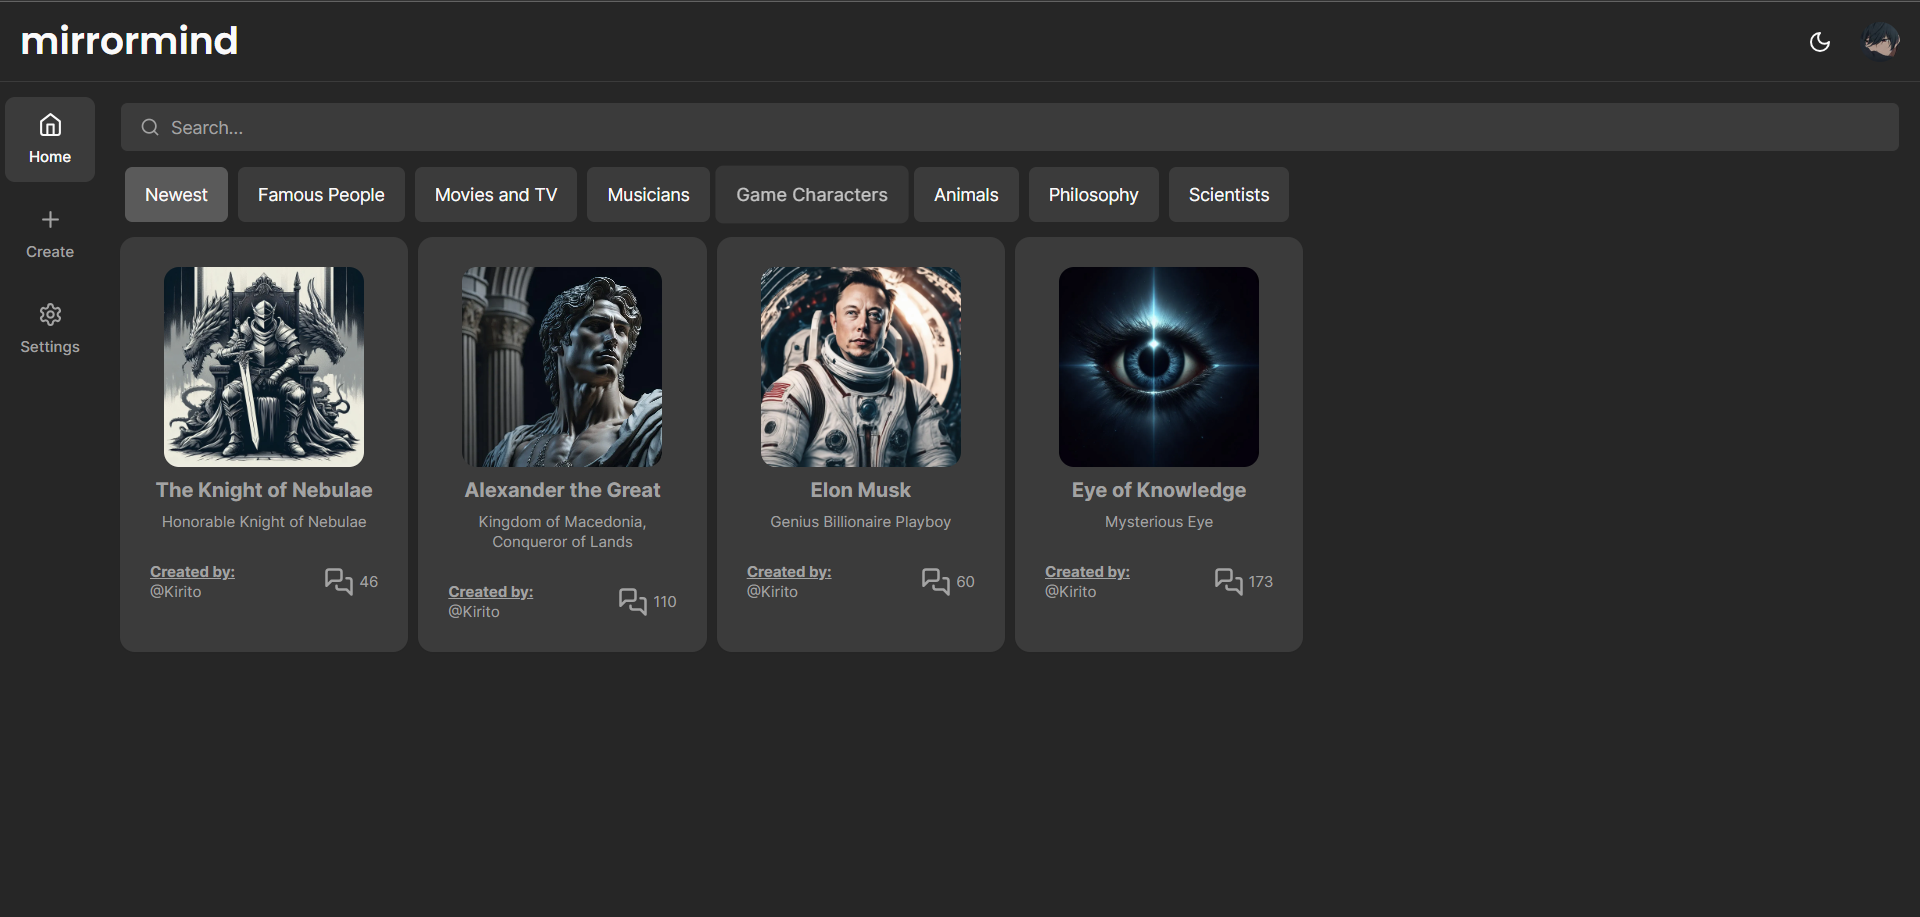 mirrormind
Home
Create
Settings
Search...
Newest
Famous People
Movies and TV
Musicians
Game Characters
Animals
Philosophy
Scientists
The Knight of Nebulae
Honorable Knight of Nebulae
Created by:
@Kirito
46
Alexander the Great
Kingdom of Macedonia,
Conqueror of Lands
Created by:
@Kirito
110
Elon Musk
Genius Billionaire Playboy
Created by:
@Kirito
60
Eye of Knowledge
Mysterious Eye
Created by:
@Kirito
173